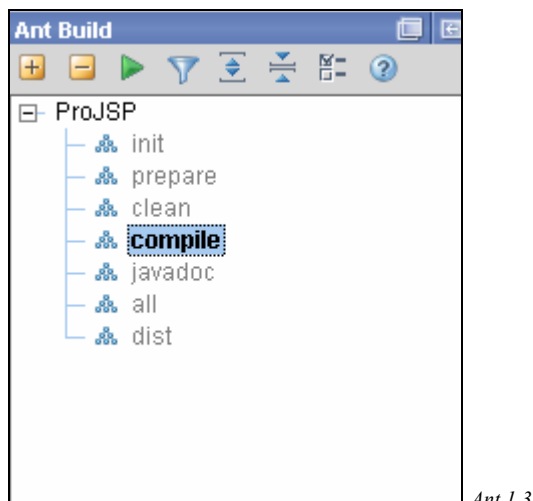 Ant Build
ProJSP
init
prepare
clean
compile
javadoc
all
dist
Ant 1.3